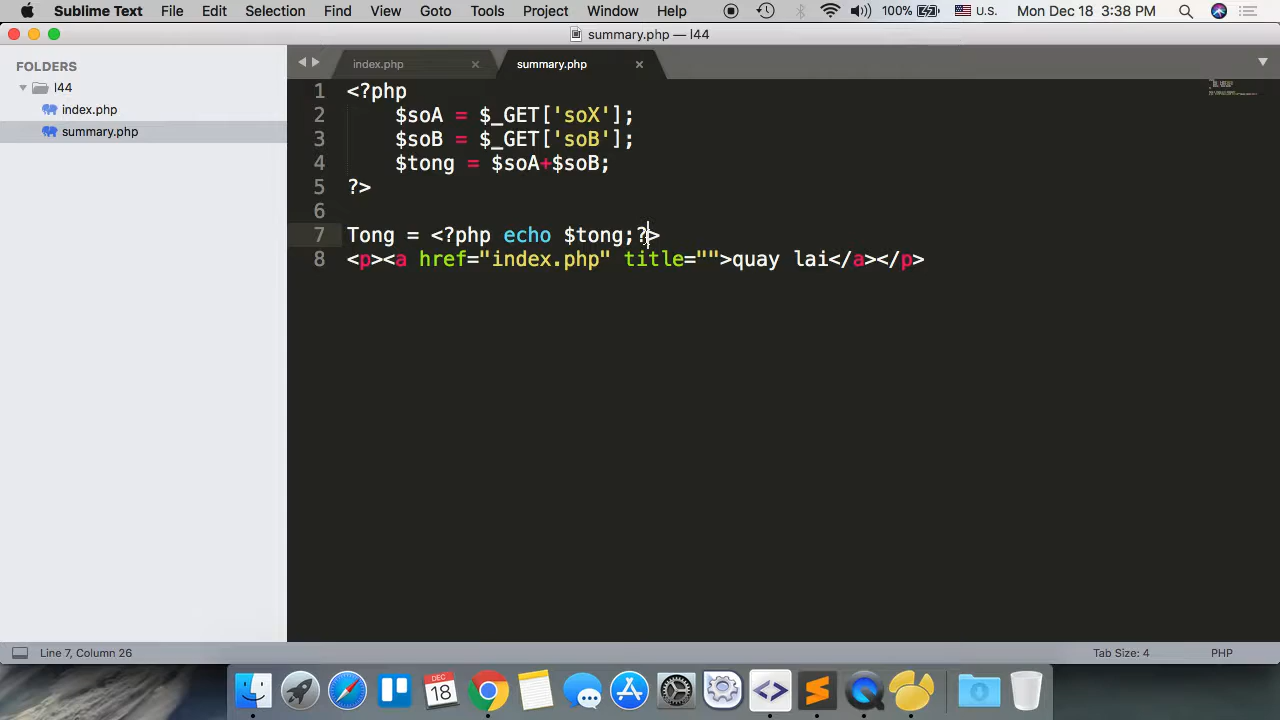 Sublime Text File Edit Selection Find View Goto Tools Project Window Help 100% U.S. Mon Dec 18 3:38 PM
summary.php — l44
FOLDERS
l44
index.php
summary.php
index.php × summary.php ×
1 <?php
2 $soA = $_GET['soX'];
3 $soB = $_GET['soB'];
4 $tong = $soA+$soB;
5 ?>
6
7 Tong = <?php echo $tong;?>
8 <p><a href="index.php" title="">quay lai</a></p>
Line 7, Column 26 Tab Size: 4 PHP
DEC
18